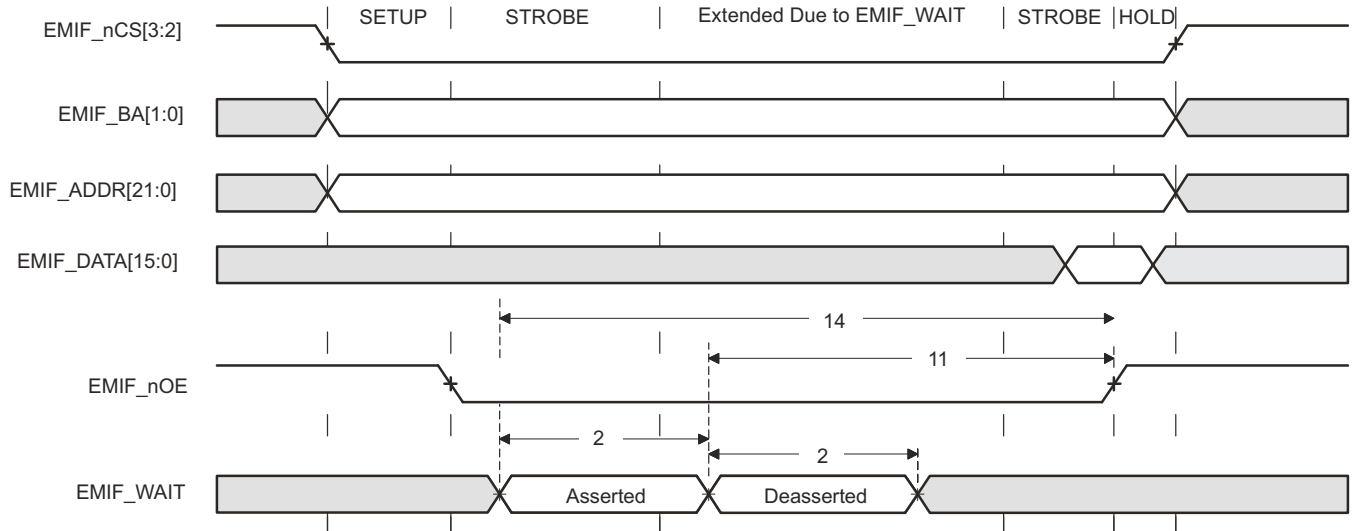 SETUP STROBE Extended Due to EMIF_WAIT STROBE HOLD
EMIF_nCS[3:2]
EMIF_BA[1:0]
EMIF_ADDR[21:0]
EMIF_DATA[15:0]
14
11
EMIF_nOE
2
2
EMIF_WAIT Asserted Deasserted